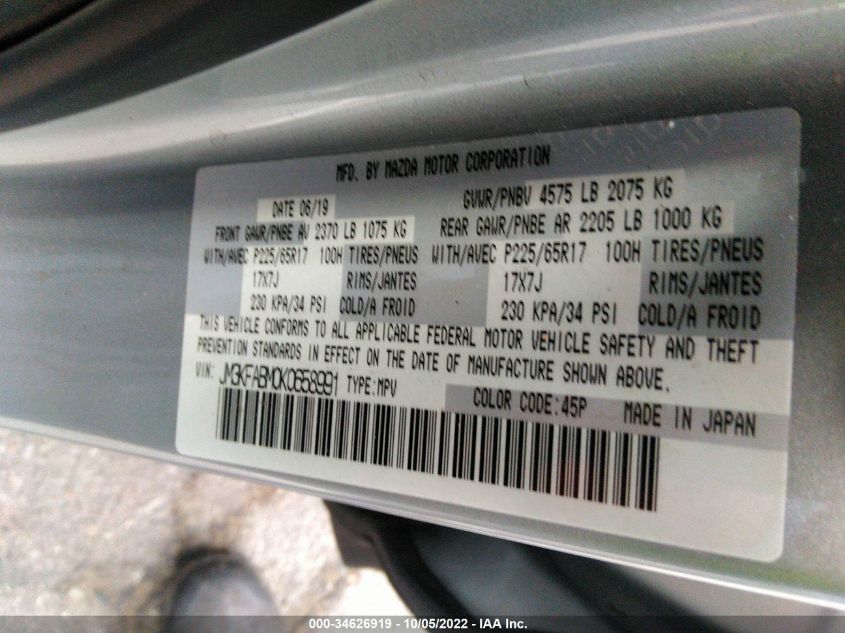 MFD. BY MAZDA MOTOR CORPORATION
DATE 06/19 GVWR/PNBV 4575 LB 2075 KG
FRONT GAWR/PNBE AV 2370 LB 1075 KG REAR GAWR/PNBE AR 2205 LB 1000 KG
WITH/AVEC P225/65R17 100H TIRES/PNEUS WITH/AVEC P225/65R17 100H TIRES/PNEUS
17X7J RIMS/JANTES 17X7J RIMS/JANTES
230 KPA/34 PSI COLD/A FROID 230 KPA/34 PSI COLD/A FROID
THIS VEHICLE CONFORMS TO ALL APPLICABLE FEDERAL MOTOR VEHICLE SAFETY AND THEFT
PREVENTION STANDARDS IN EFFECT ON THE DATE OF MANUFACTURE SHOWN ABOVE.
VIN: JM3KFABM0K0658991 TYPE:MPV
COLOR CODE:45P MADE IN JAPAN
000-34626919 - 10/05/2022 - IAA Inc.